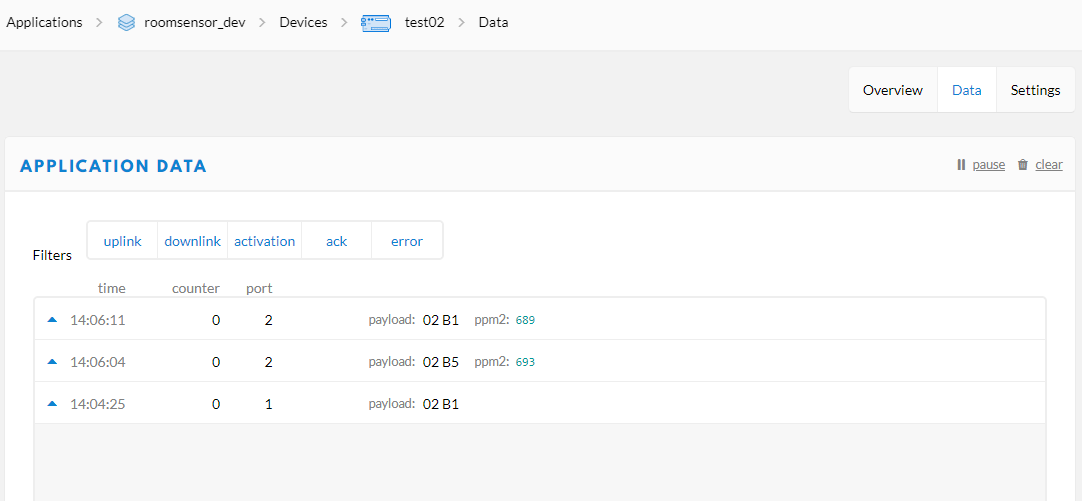 Applications > roomsensor_dev > Devices > test02 > Data
Overview Data Settings
APPLICATION DATA
pause clear
Filters uplink downlink activation ack error
time counter port
14:06:11 0 2 payload: 02 B1 ppm2: 689
14:06:04 0 2 payload: 02 B5 ppm2: 693
14:04:25 0 1 payload: 02 B1